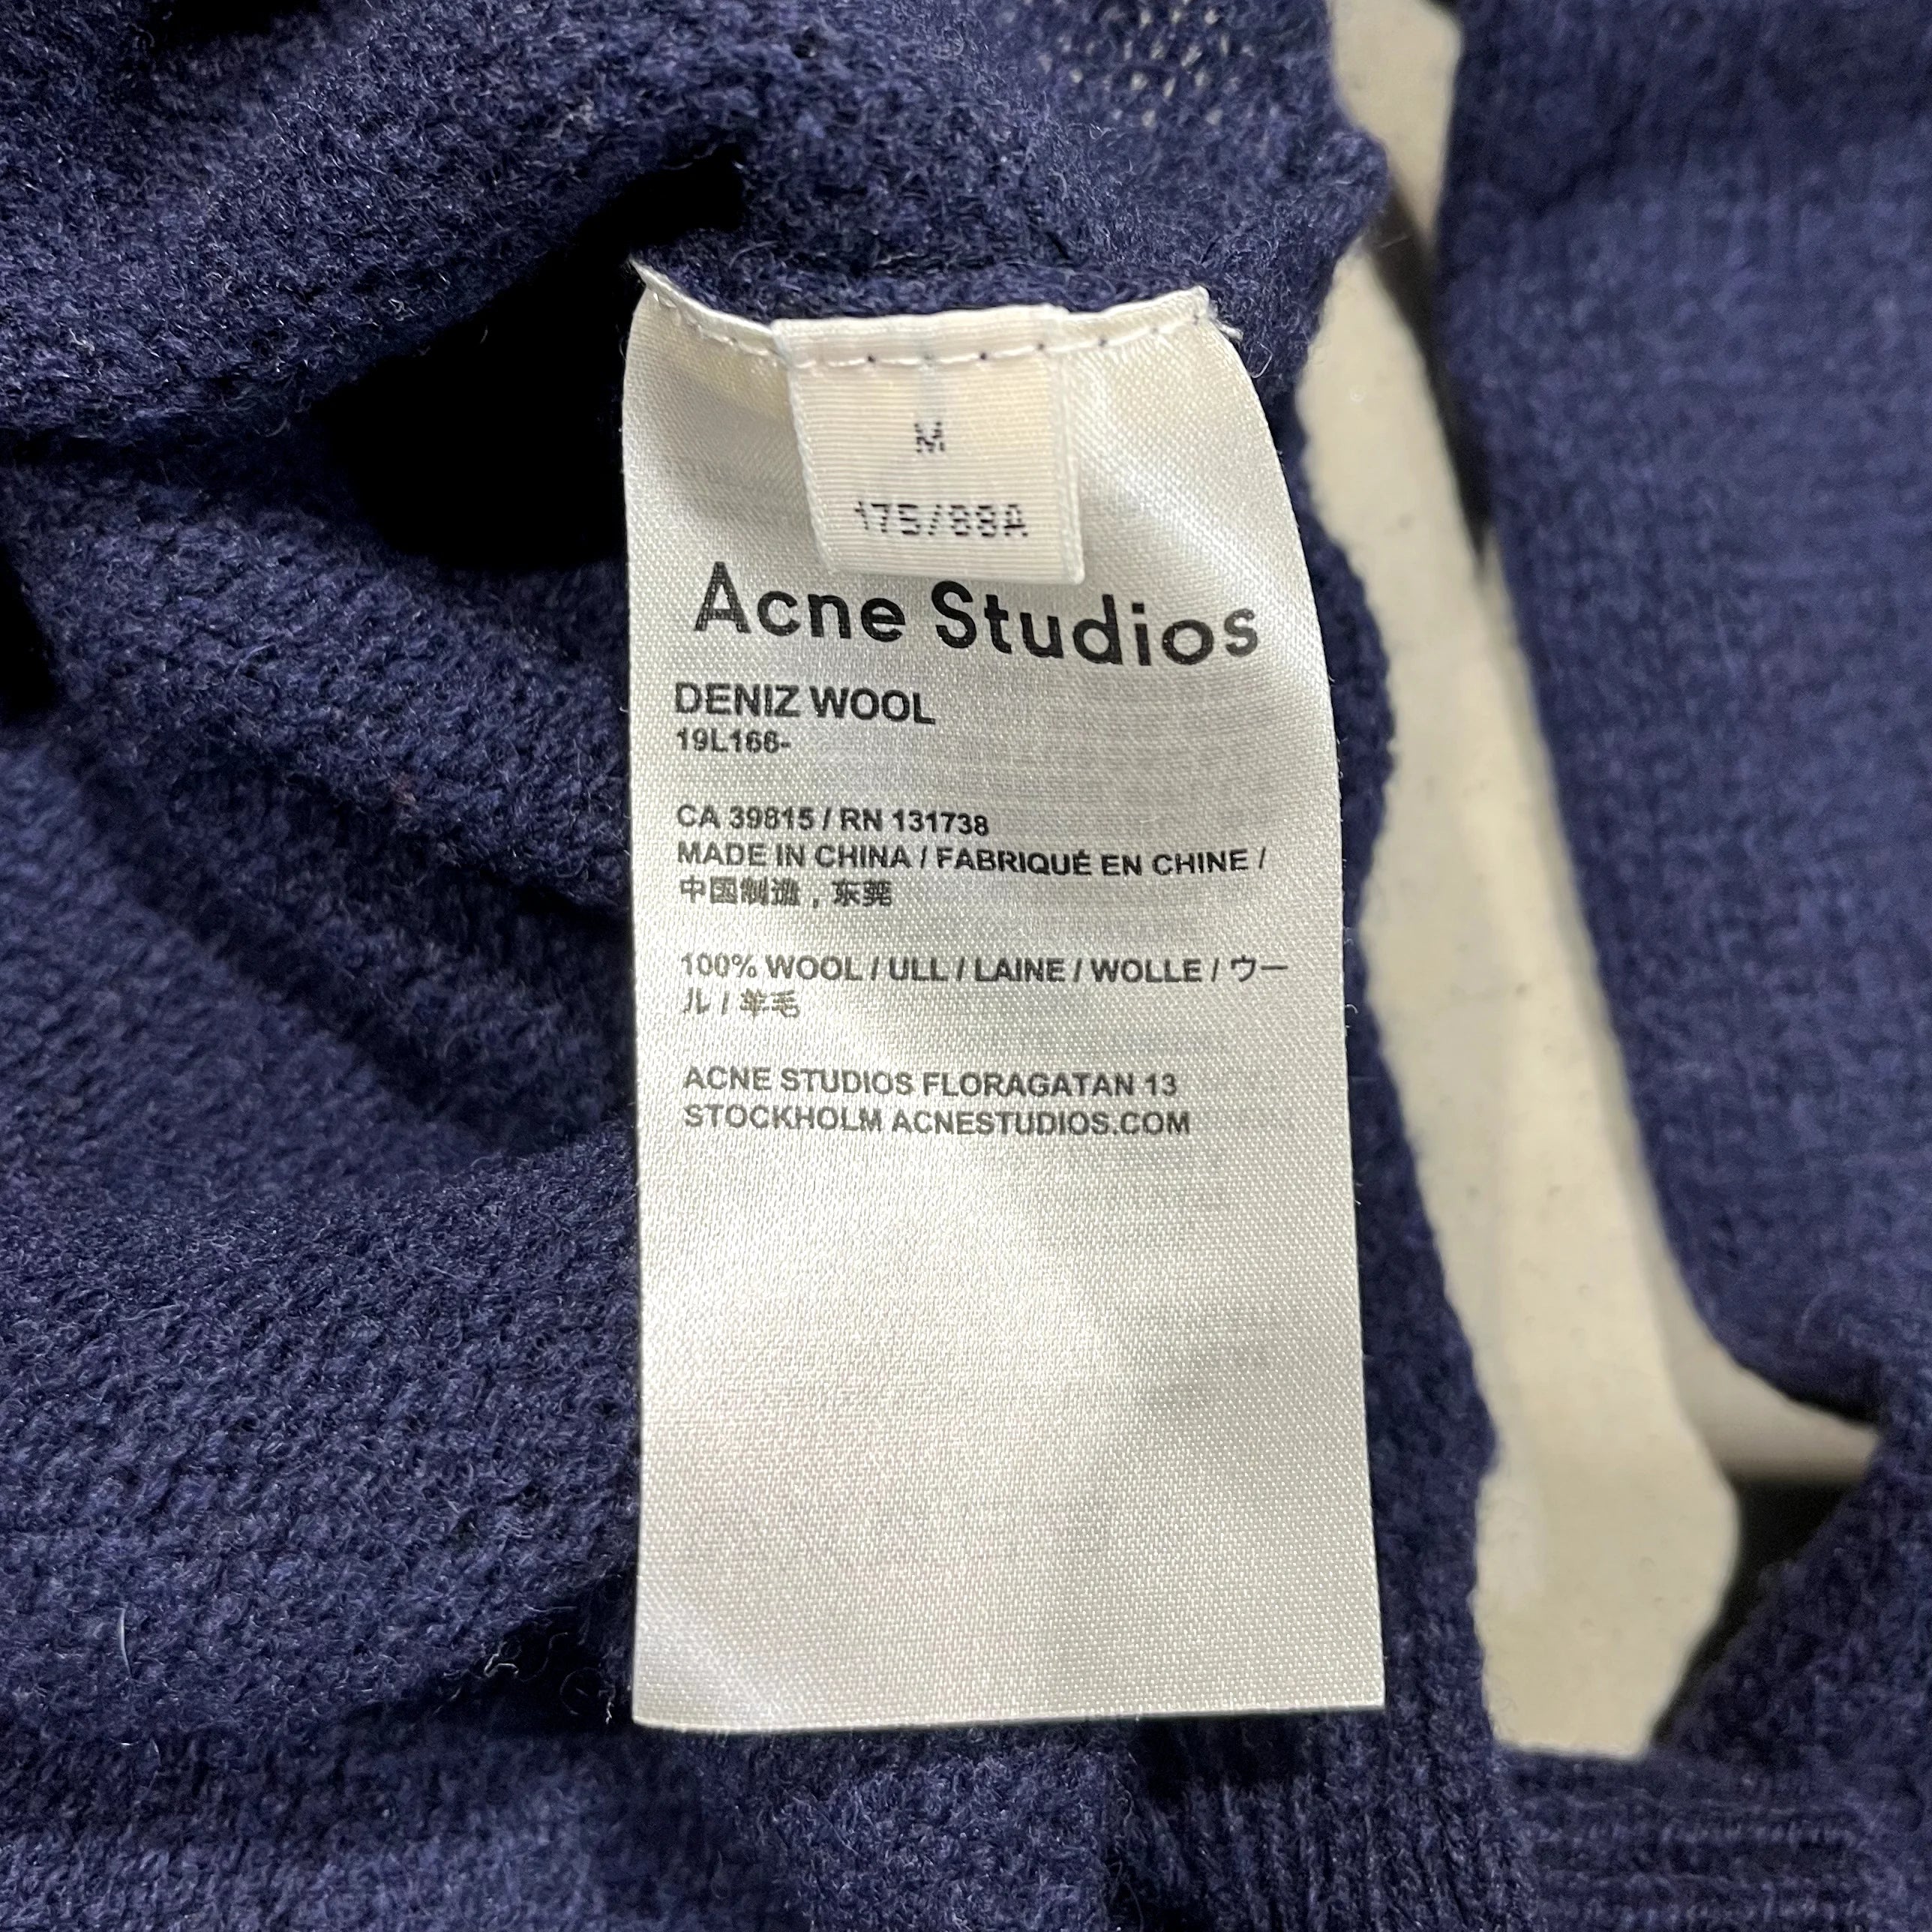 M
175/88A
Acne Studios
DENIZ WOOL
19L166-
CA 39815 / RN 131738
MADE IN CHINA / FABRIQUÉ EN CHINE /
中国制造，东莞
100% WOOL / ULL / LAINE / WOLLE / ウー
ル / 羊毛
ACNE STUDIOS FLORAGATAN 13
STOCKHOLM ACNESTUDIOS.COM